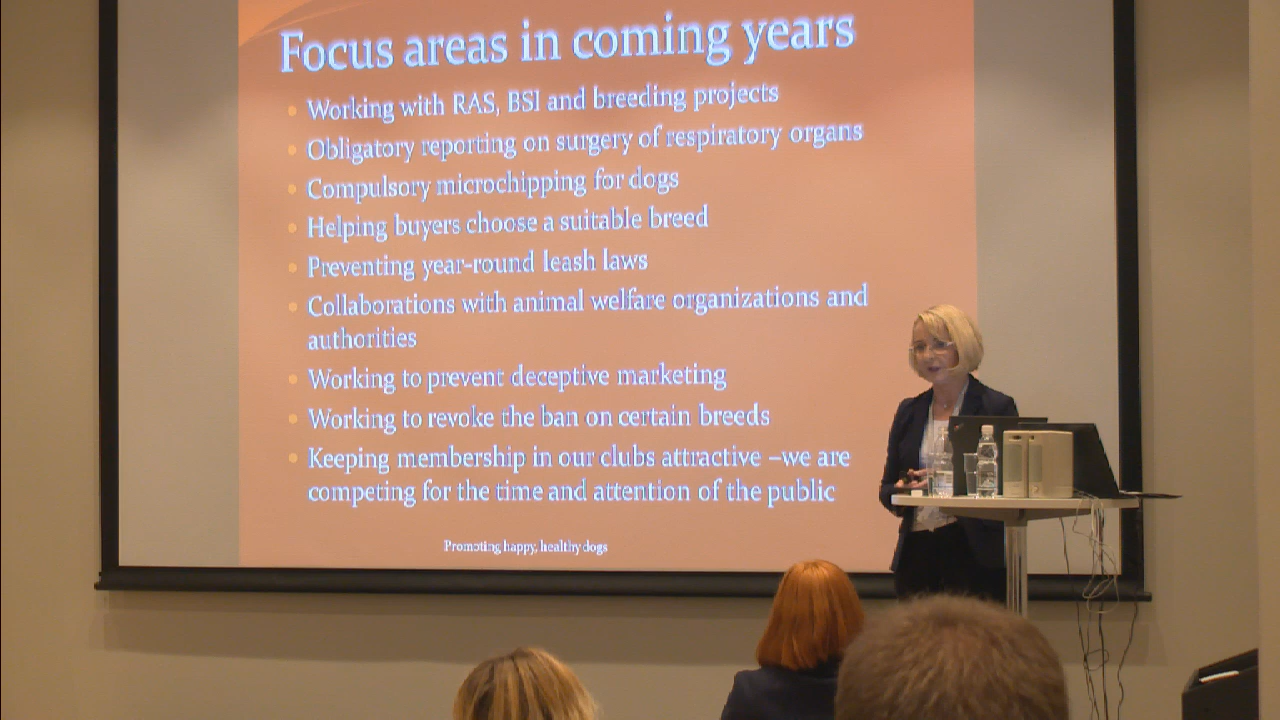 Focus areas in coming years
Working with RAS, BSI and breeding projects
Obligatory reporting on surgery of respiratory organs
Compulsory microchipping for dogs
Helping buyers choose a suitable breed
Preventing year-round leash laws
Collaborations with animal welfare organizations and
authorities
Working to prevent deceptive marketing
Working to revoke the ban on certain breeds
Keeping membership in our clubs attractive –we are
competing for the time and attention of the public
Promoting happy, healthy dogs